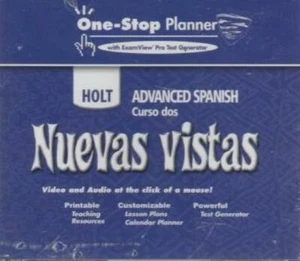 One-Stop Planner
with ExamView Pro Test Generator
HOLT
ADVANCED SPANISH
Curso dos
Nuevas vistas
Video and Audio at the click of a mouse!
Printable Customizable Powerful
Teaching Lesson Plans Test Generator
Resources Calendar Planner